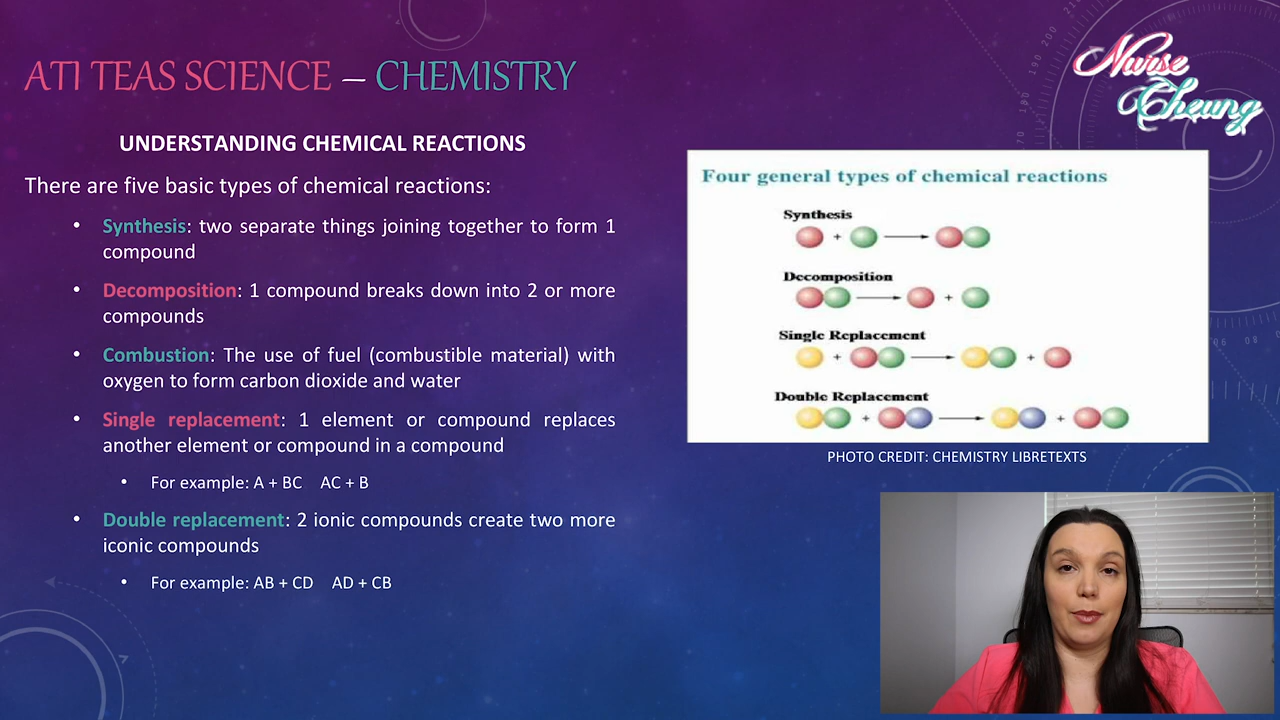 ATI TEAS SCIENCE – CHEMISTRY
Nurse
Cheung
UNDERSTANDING CHEMICAL REACTIONS
There are five basic types of chemical reactions:
• Synthesis: two separate things joining together to form 1
compound
• Decomposition: 1 compound breaks down into 2 or more
compounds
• Combustion: The use of fuel (combustible material) with
oxygen to form carbon dioxide and water
• Single replacement: 1 element or compound replaces
another element or compound in a compound
• For example: A + BC AC + B
• Double replacement: 2 ionic compounds create two more
iconic compounds
• For example: AB + CD AD + CB
Four general types of chemical reactions
Synthesis
+
Decomposition
+
Single Replacement
+ +
Double Replacement
+ +
PHOTO CREDIT: CHEMISTRY LIBRETEXTS